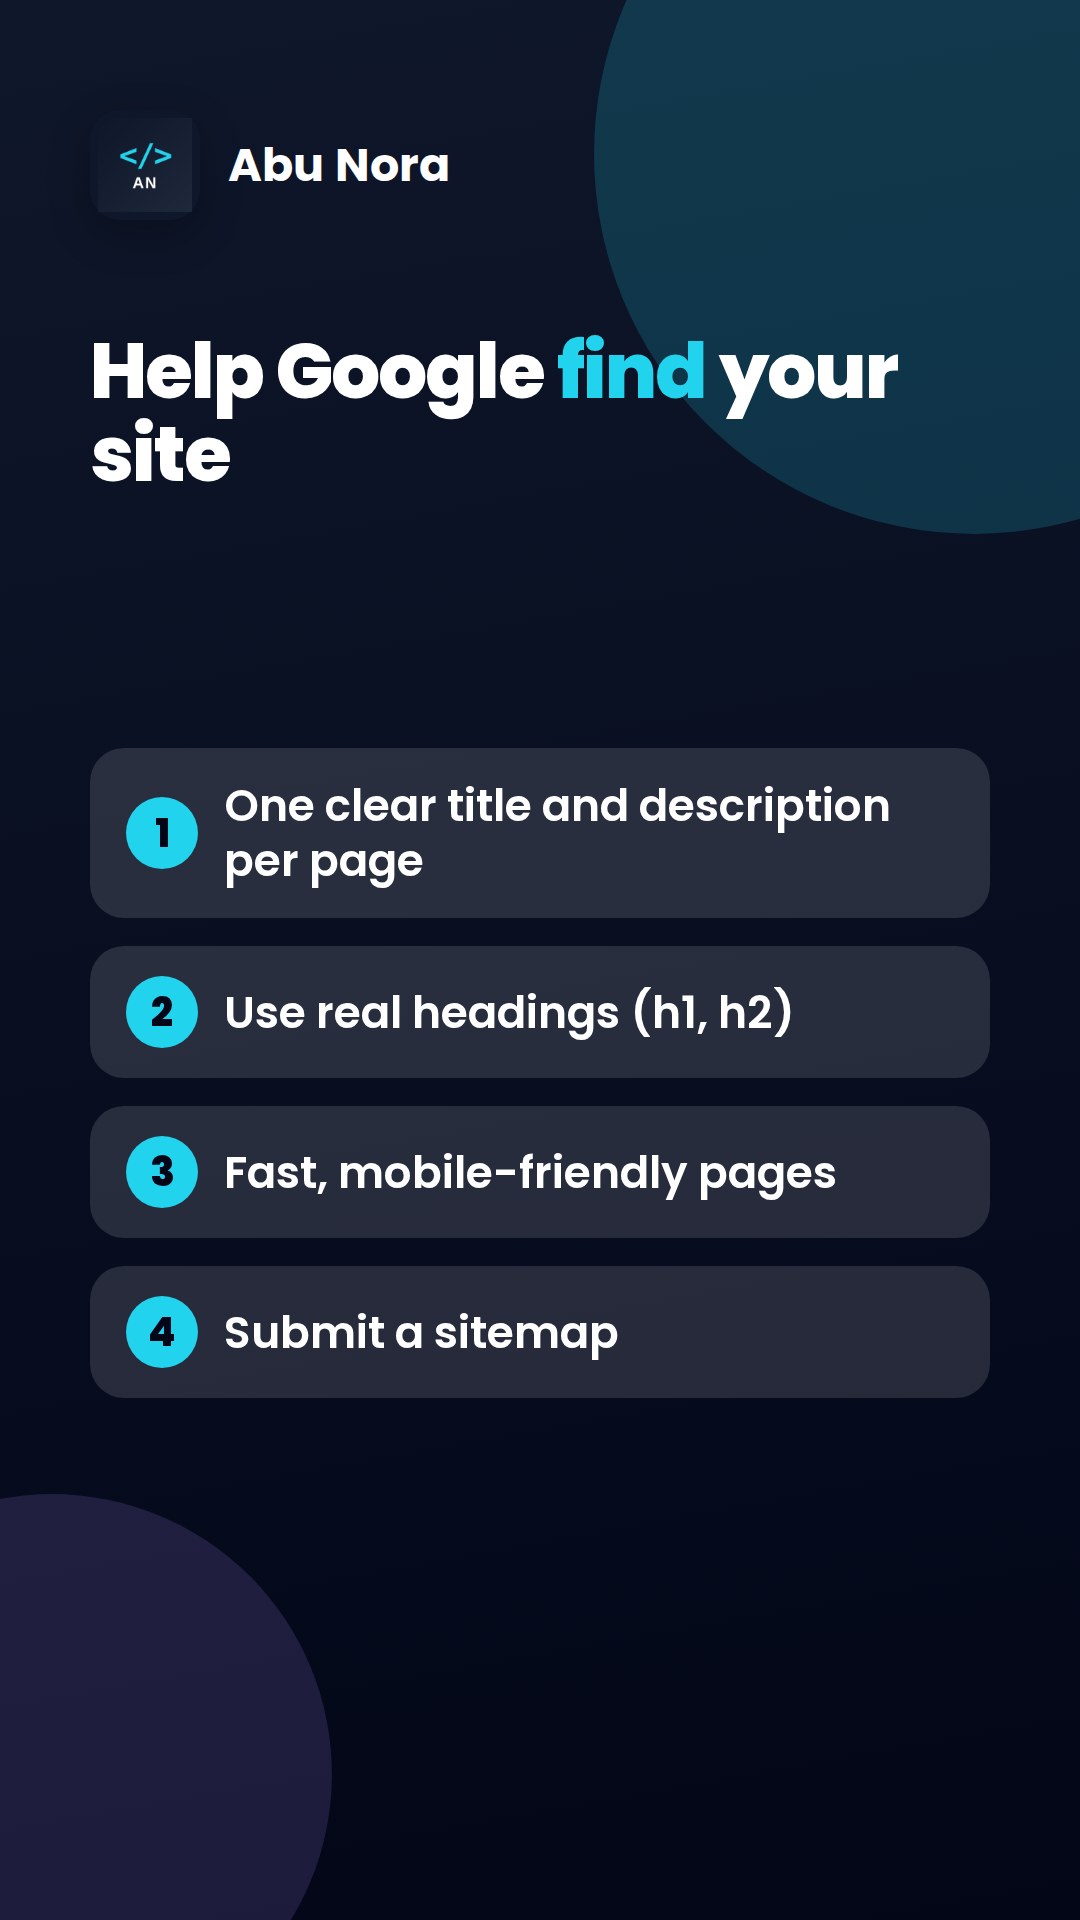 </>
AN
Abu Nora
Help Google find your
site
1
One clear title and description
per page
2
Use real headings (h1, h2)
3
Fast, mobile-friendly pages
4
Submit a sitemap